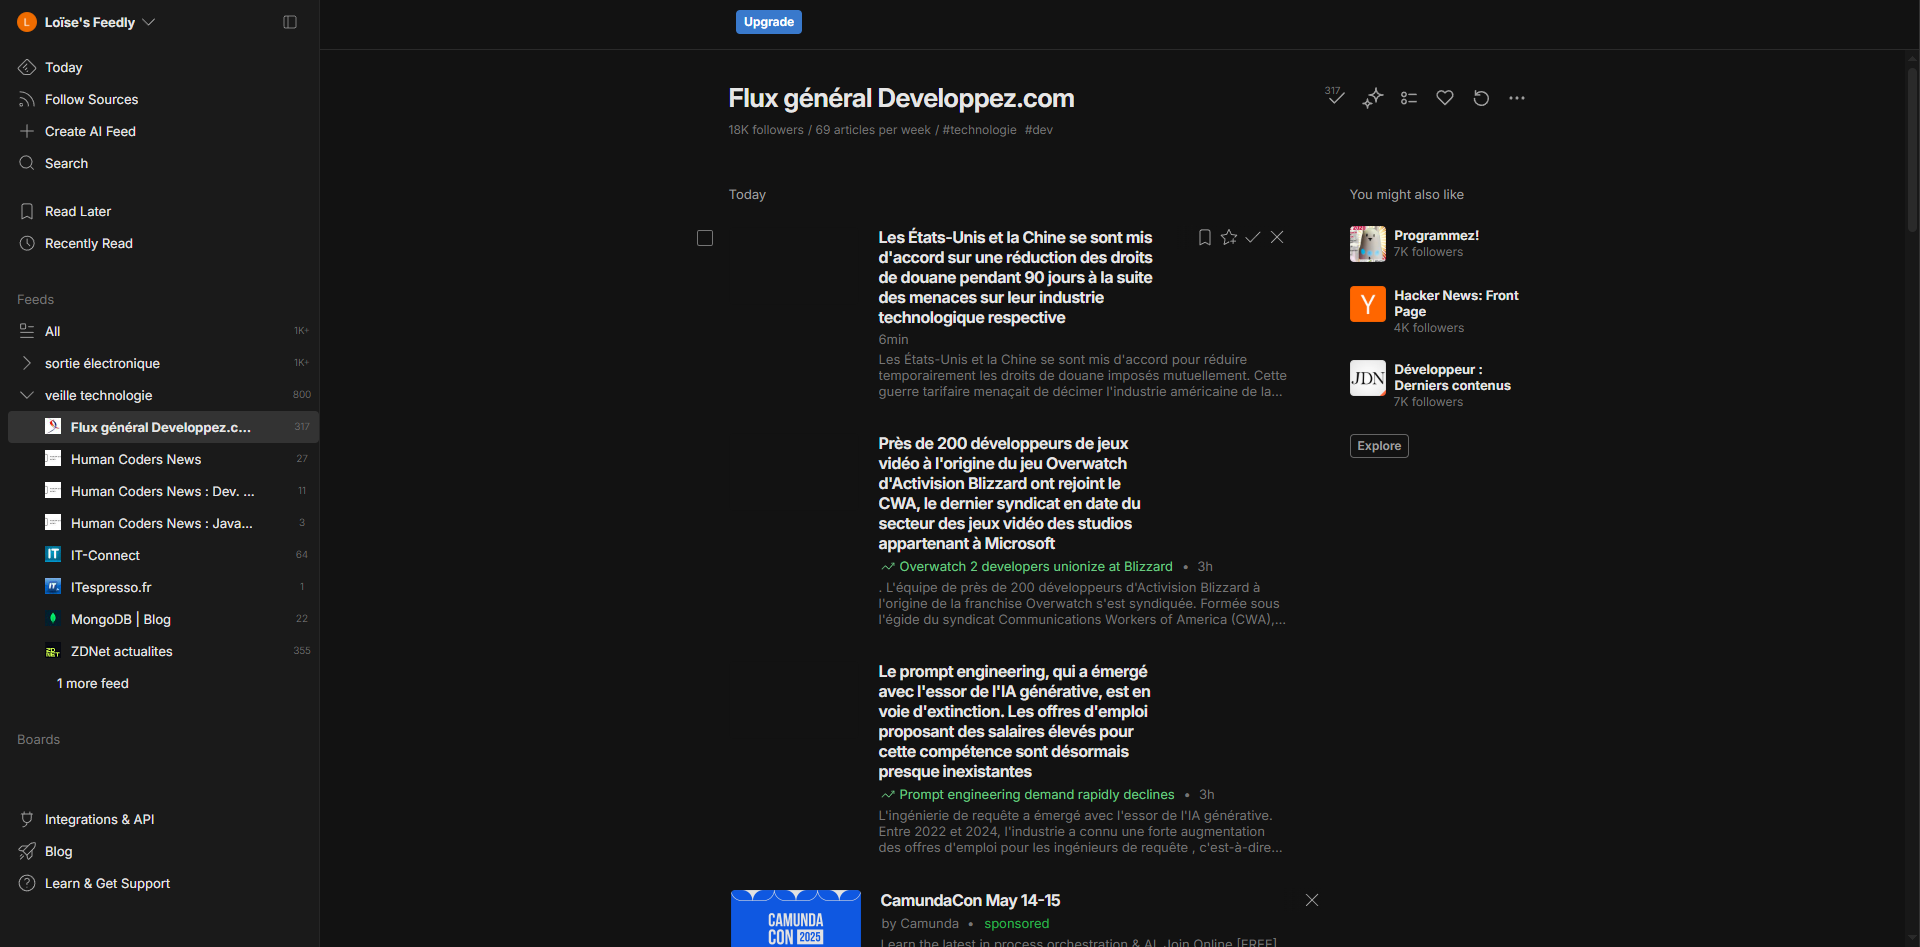 L Loïse's Feedly
Today
Follow Sources
Create AI Feed
Search
Read Later
Recently Read
Feeds
All 1K+
sortie électronique 1K+
veille technologie 800
Flux général Developpez.c... 317
Human Coders News 27
Human Coders News : Dev. ... 11
Human Coders News : Java... 3
IT IT-Connect 64
IT. ITespresso.fr 1
MongoDB | Blog 22
ZDNet actualites 355
1 more feed
Boards
Integrations & API
Blog
Learn & Get Support
Upgrade
Flux général Developpez.com
317
18K followers / 69 articles per week / #technologie #dev
Today
Les États-Unis et la Chine se sont mis
d'accord sur une réduction des droits
de douane pendant 90 jours à la suite
des menaces sur leur industrie
technologique respective
6min
Les États-Unis et la Chine se sont mis d'accord pour réduire
temporairement les droits de douane imposés mutuellement. Cette
guerre tarifaire menaçait de décimer l'industrie américaine de la...
Près de 200 développeurs de jeux
vidéo à l'origine du jeu Overwatch
d'Activision Blizzard ont rejoint le
CWA, le dernier syndicat en date du
secteur des jeux vidéo des studios
appartenant à Microsoft
Overwatch 2 developers unionize at Blizzard • 3h
. L'équipe de près de 200 développeurs d'Activision Blizzard à
l'origine de la franchise Overwatch s'est syndiquée. Formée sous
l'égide du syndicat Communications Workers of America (CWA),...
Le prompt engineering, qui a émergé
avec l'essor de l'IA générative, est en
voie d'extinction. Les offres d'emploi
proposant des salaires élevés pour
cette compétence sont désormais
presque inexistantes
Prompt engineering demand rapidly declines • 3h
L'ingénierie de requête a émergé avec l'essor de l'IA générative.
Entre 2022 et 2024, l'industrie a connu une forte augmentation
des offres d'emploi pour les ingénieurs de requête , c'est-à-dire...
CAMUNDA
CON 2025
CamundaCon May 14-15
by Camunda • sponsored
Learn the latest in process orchestration & AI. Join Online [FREE]
You might also like
Programmez!
7K followers
Y
Hacker News: Front
Page
4K followers
JDN
Développeur :
Derniers contenus
7K followers
Explore